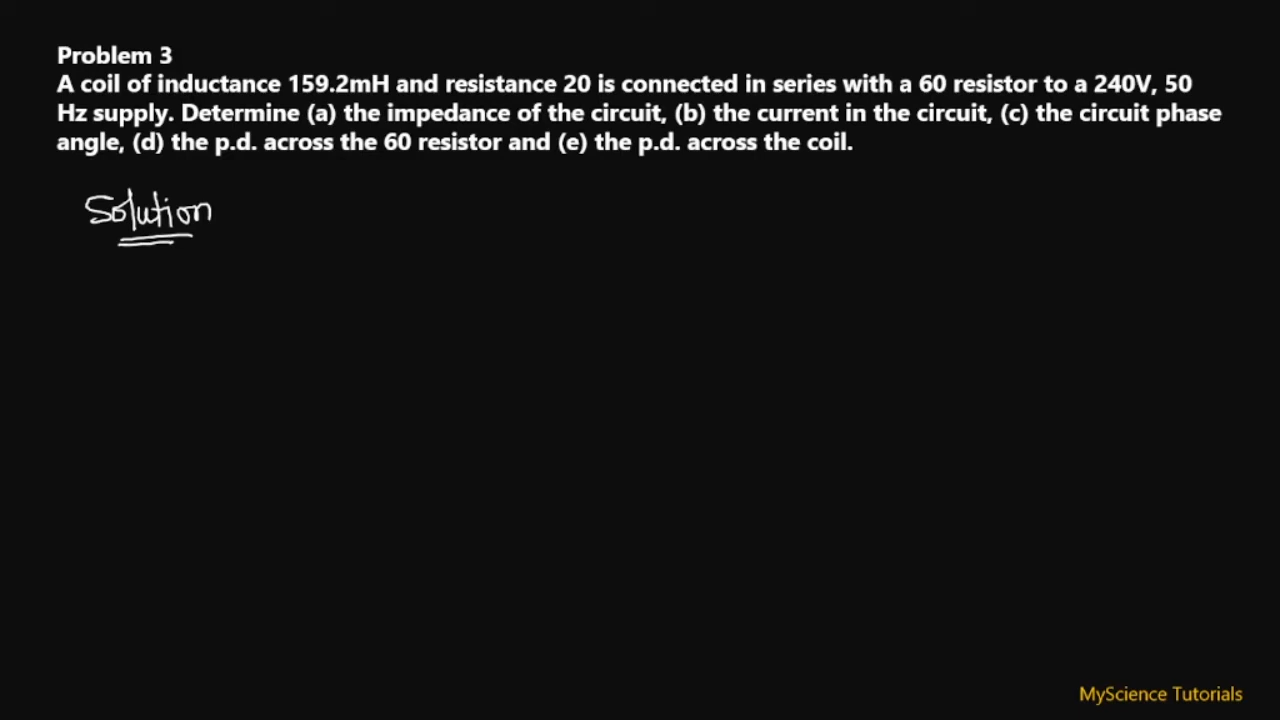 Problem 3
A coil of inductance 159.2mH and resistance 20 is connected in series with a 60 resistor to a 240V, 50
Hz supply. Determine (a) the impedance of the circuit, (b) the current in the circuit, (c) the circuit phase
angle, (d) the p.d. across the 60 resistor and (e) the p.d. across the coil.
Solution
MyScience Tutorials